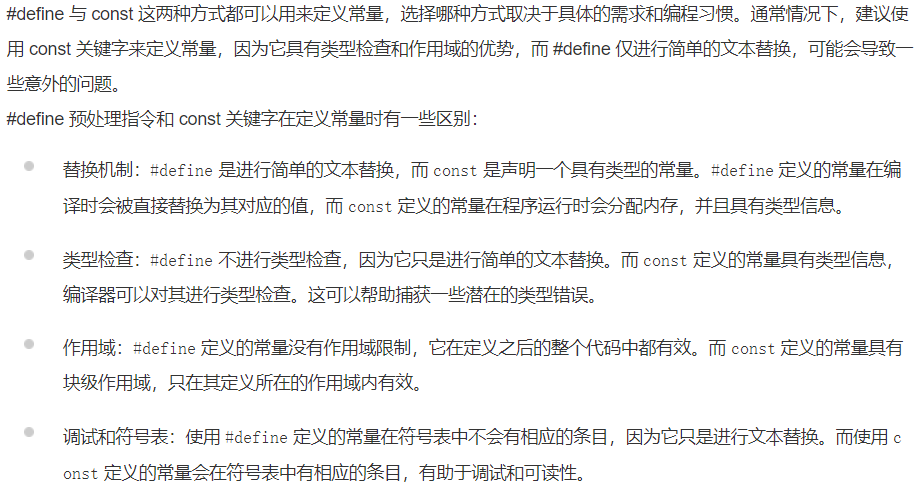 #define 与 const 这两种方式都可以用来定义常量，选择哪种方式取决于具体的需求和编程习惯。通常情况下，建议使
用 const 关键字来定义常量，因为它具有类型检查和作用域的优势，而 #define 仅进行简单的文本替换，可能会导致一
些意外的问题。
#define 预处理指令和 const 关键字在定义常量时有一些区别：
替换机制：#define 是进行简单的文本替换，而 const 是声明一个具有类型的常量。#define 定义的常量在编
译时会被直接替换为其对应的值，而 const 定义的常量在程序运行时会分配内存，并且具有类型信息。
类型检查：#define 不进行类型检查，因为它只是进行简单的文本替换。而 const 定义的常量具有类型信息，
编译器可以对其进行类型检查。这可以帮助捕获一些潜在的类型错误。
作用域：#define 定义的常量没有作用域限制，它在定义之后的整个代码中都有效。而 const 定义的常量具有
块级作用域，只在其定义所在的作用域内有效。
调试和符号表：使用 #define 定义的常量在符号表中不会有相应的条目，因为它只是进行文本替换。而使用 c
onst 定义的常量会在符号表中有相应的条目，有助于调试和可读性。